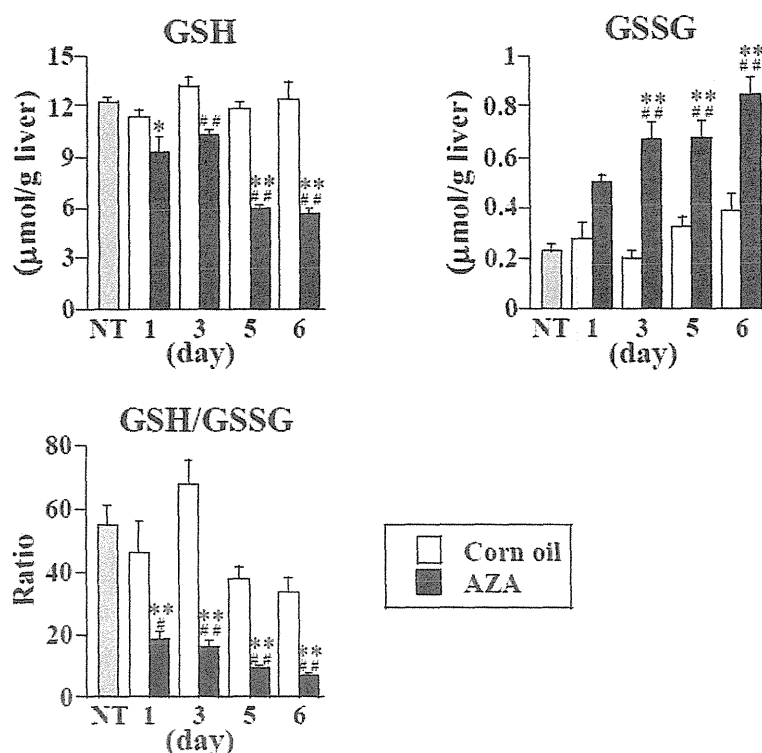 GSH
15
12
9
6
3
0
(μmol/g liver)
*
##
**
##
**
##
NT 1 3 5 6
(day)
GSSG
1
0.8
0.6
0.4
0.2
0
(μmol/g liver)
**
##
**
##
**
##
NT 1 3 5 6
(day)
GSH/GSSG
80
60
40
20
0
Ratio
**
#
**
##
**
##
**
##
NT 1 3 5 6
(day)
Corn oil
AZA